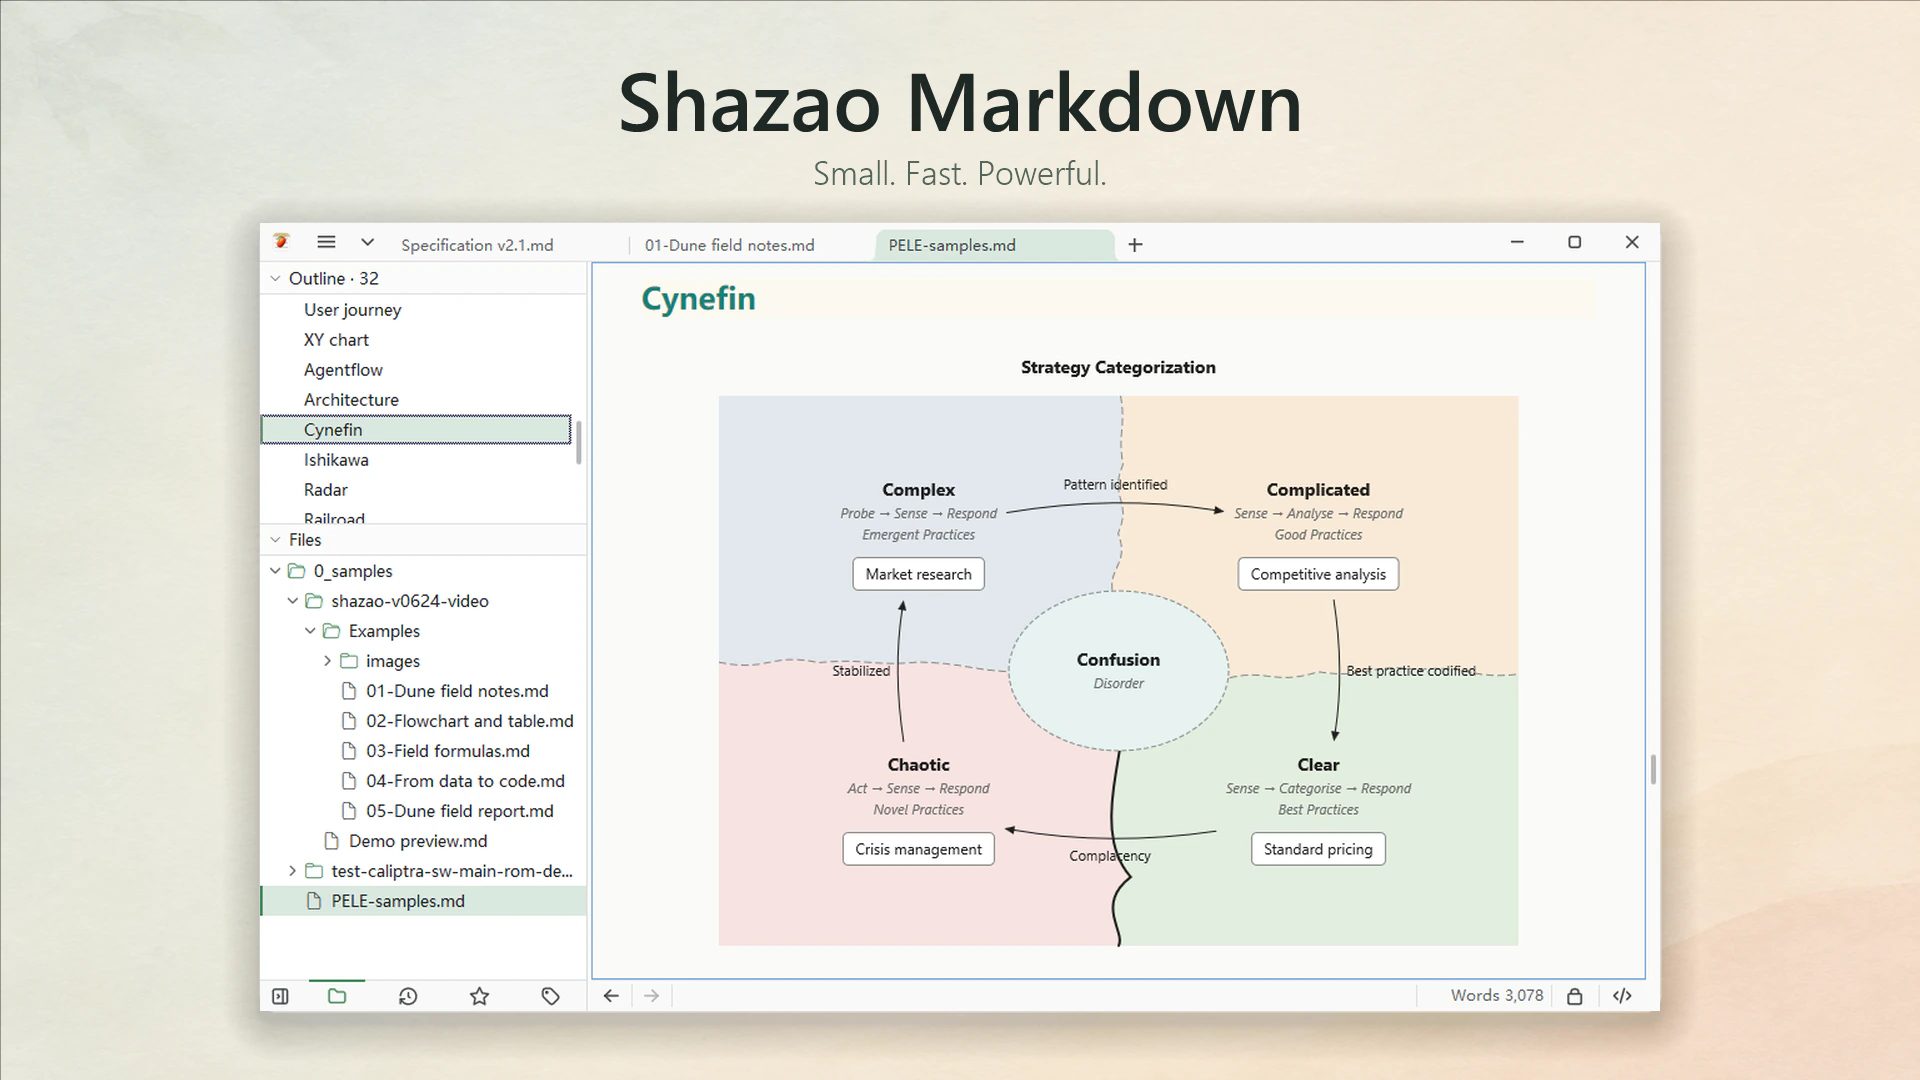 Shazao Markdown
Small. Fast. Powerful.
Specification v2.1.md
01-Dune field notes.md
PELE-samples.md
Outline · 32
User journey
XY chart
Agentflow
Architecture
Cynefin
Ishikawa
Radar
Railroad
Files
0_samples
shazao-v0624-video
Examples
images
01-Dune field notes.md
02-Flowchart and table.md
03-Field formulas.md
04-From data to code.md
05-Dune field report.md
Demo preview.md
test-caliptra-sw-main-rom-de...
PELE-samples.md
Cynefin
Strategy Categorization
Complex
Probe → Sense → Respond
Emergent Practices
Market research
Pattern identified
Complicated
Sense → Analyse → Respond
Good Practices
Competitive analysis
Confusion
Disorder
Stabilized
Best practice codified
Chaotic
Act → Sense → Respond
Novel Practices
Crisis management
Complacency
Clear
Sense → Categorise → Respond
Best Practices
Standard pricing
Words 3,078